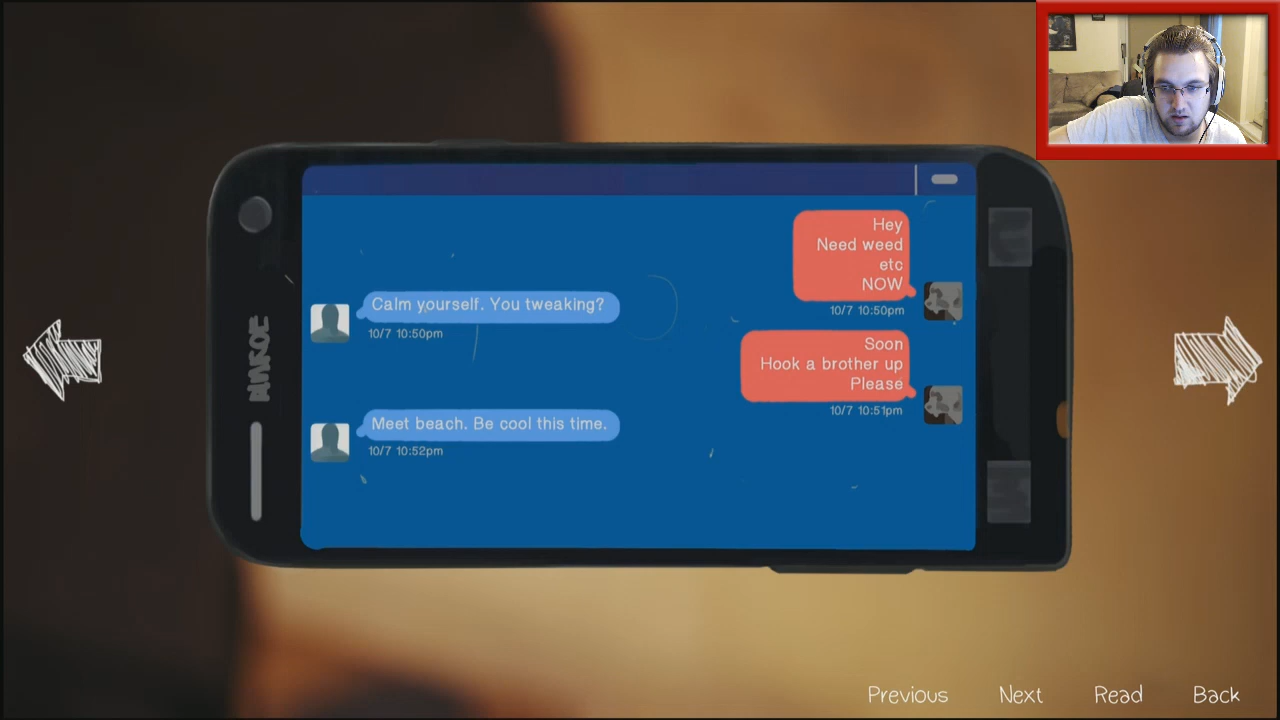 Hey
Need weed
etc
NOW
10/7 10:50pm
Calm yourself. You tweaking?
10/7 10:50pm
Soon
Hook a brother up
Please
10/7 10:51pm
Meet beach. Be cool this time.
10/7 10:52pm
Previous
Next
Read
Back